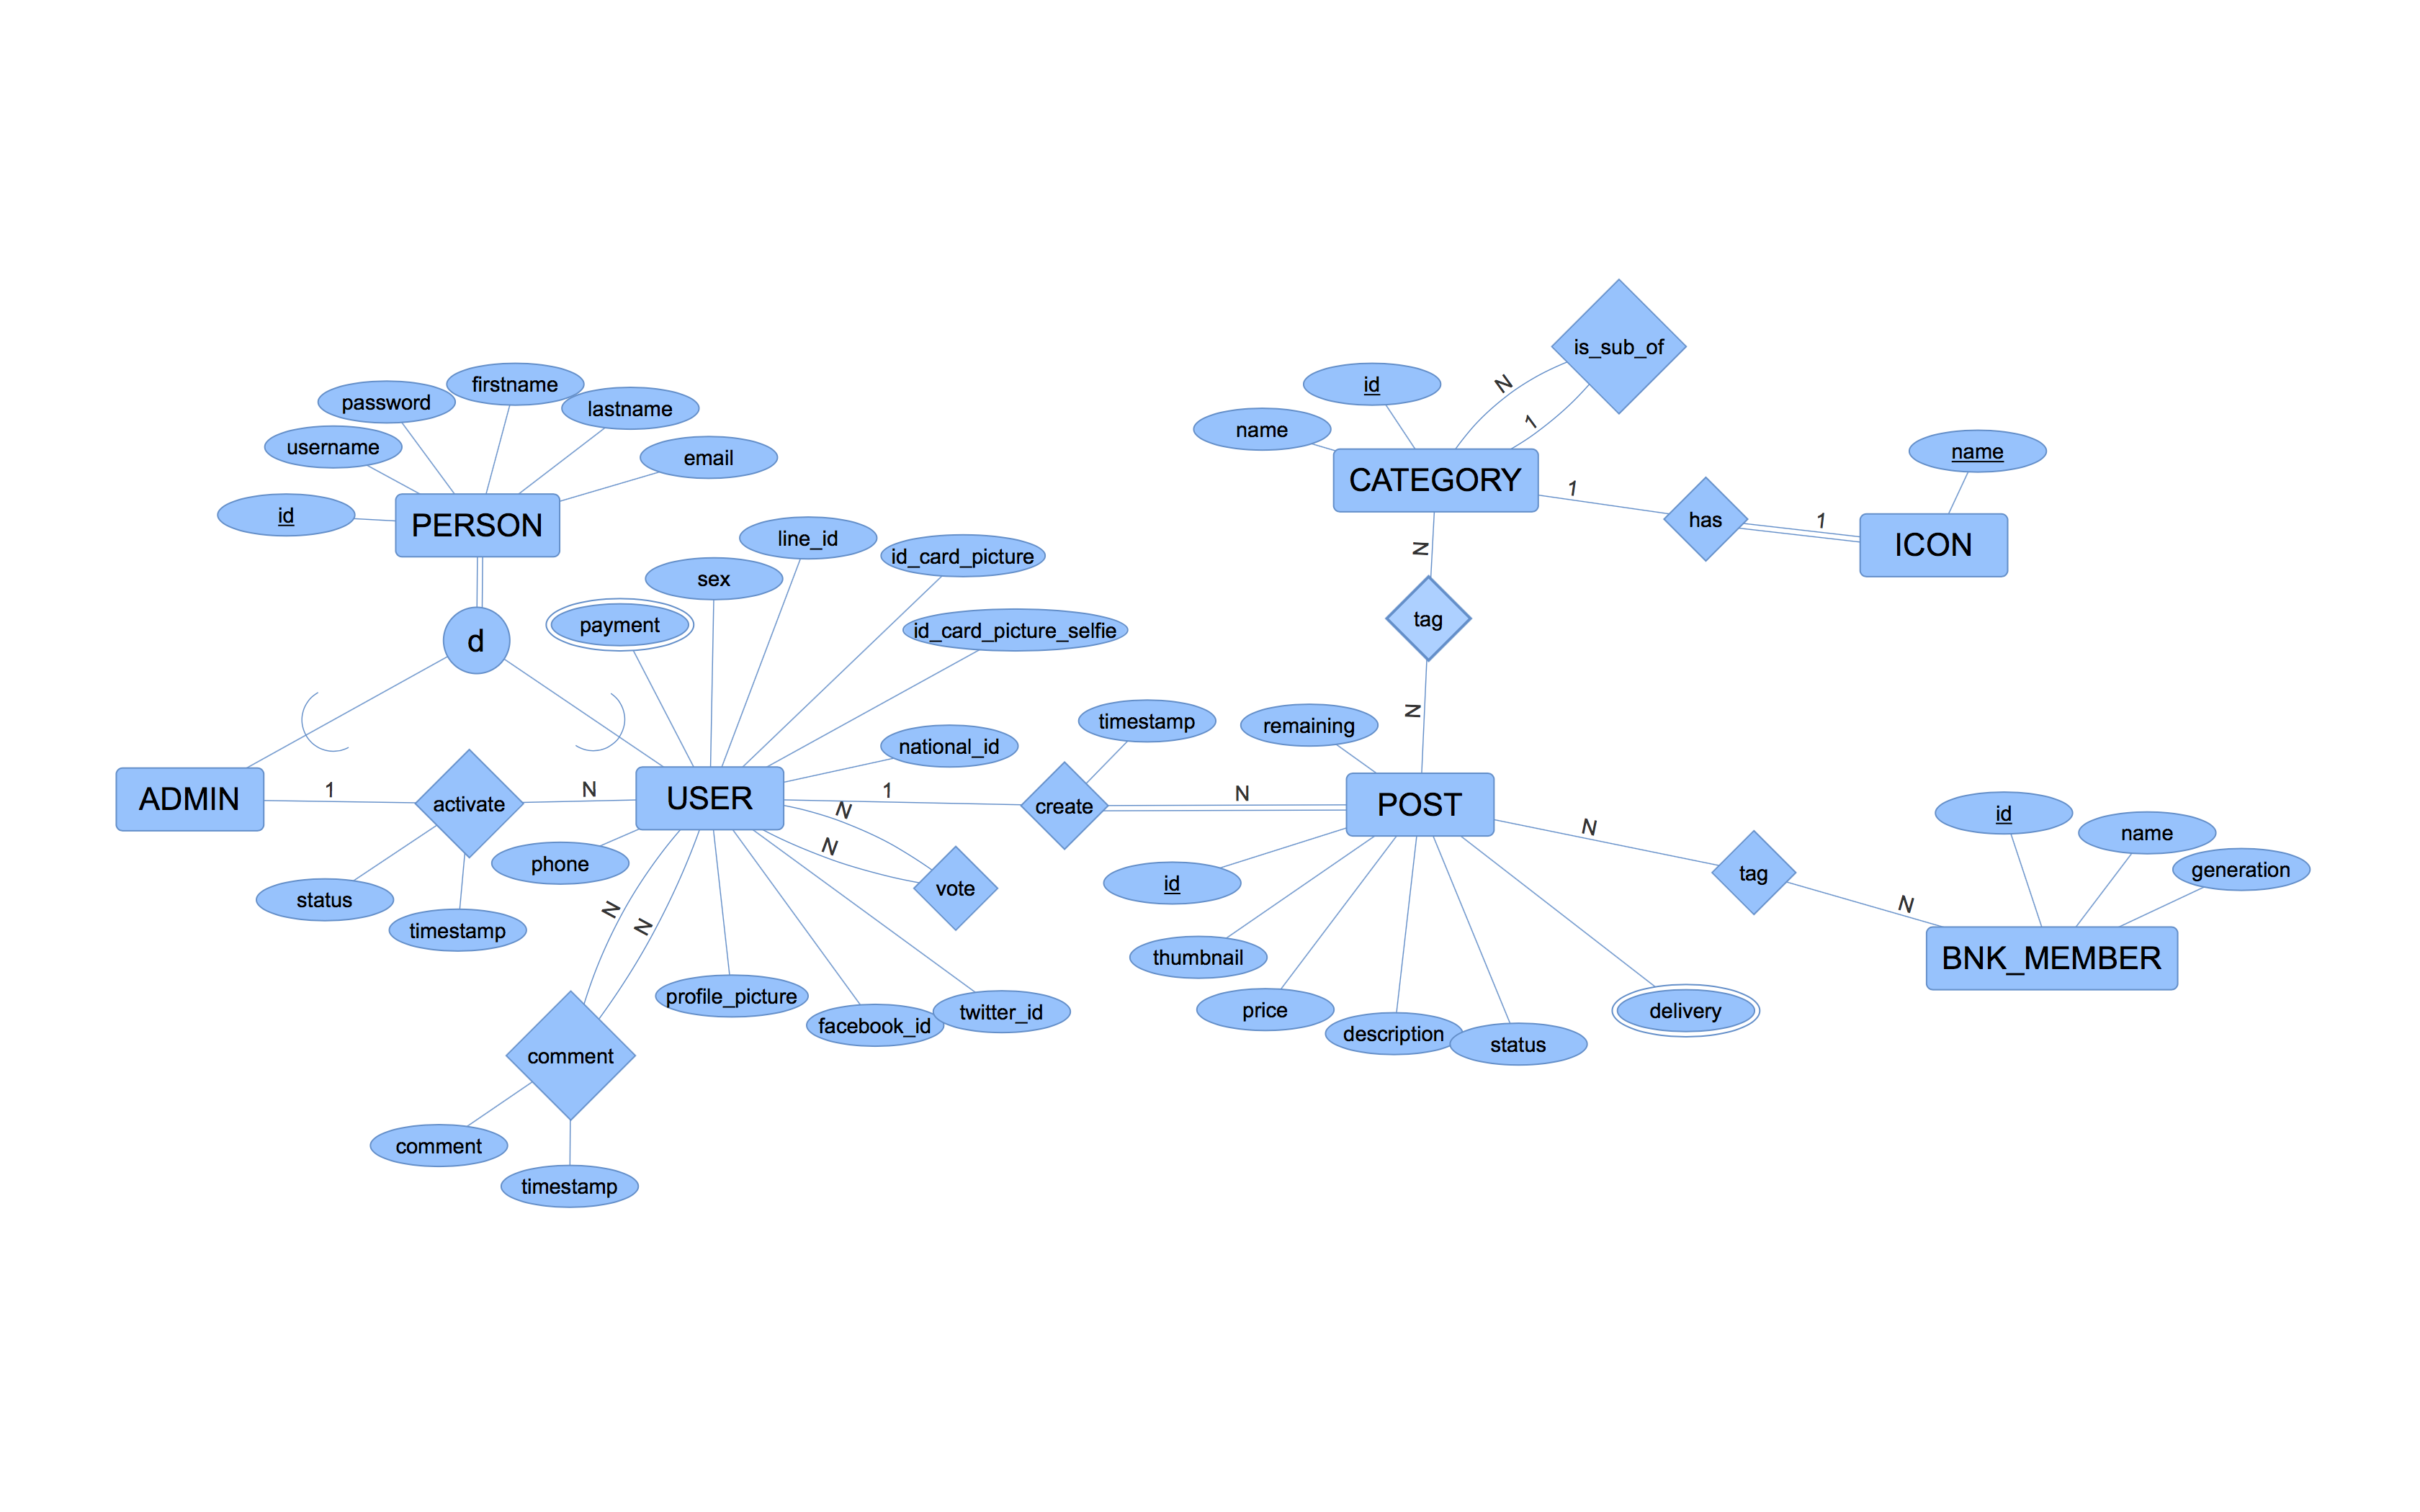 is_sub_of
id
N
firstname
password
lastname
1
name
username
name
email
CATEGORY
1
id
PERSON
has
1
ICON
line_id
id_card_picture
N
sex
payment
id_card_picture_selfie
tag
d
N
timestamp
remaining
national_id
ADMIN
1
activate
N
USER
1
N
create
N
POST
N
id
N
name
phone
vote
id
tag
generation
status
N
N
timestamp
N
thumbnail
BNK_MEMBER
profile_picture
facebook_id
twitter_id
price
description
status
delivery
comment
comment
timestamp